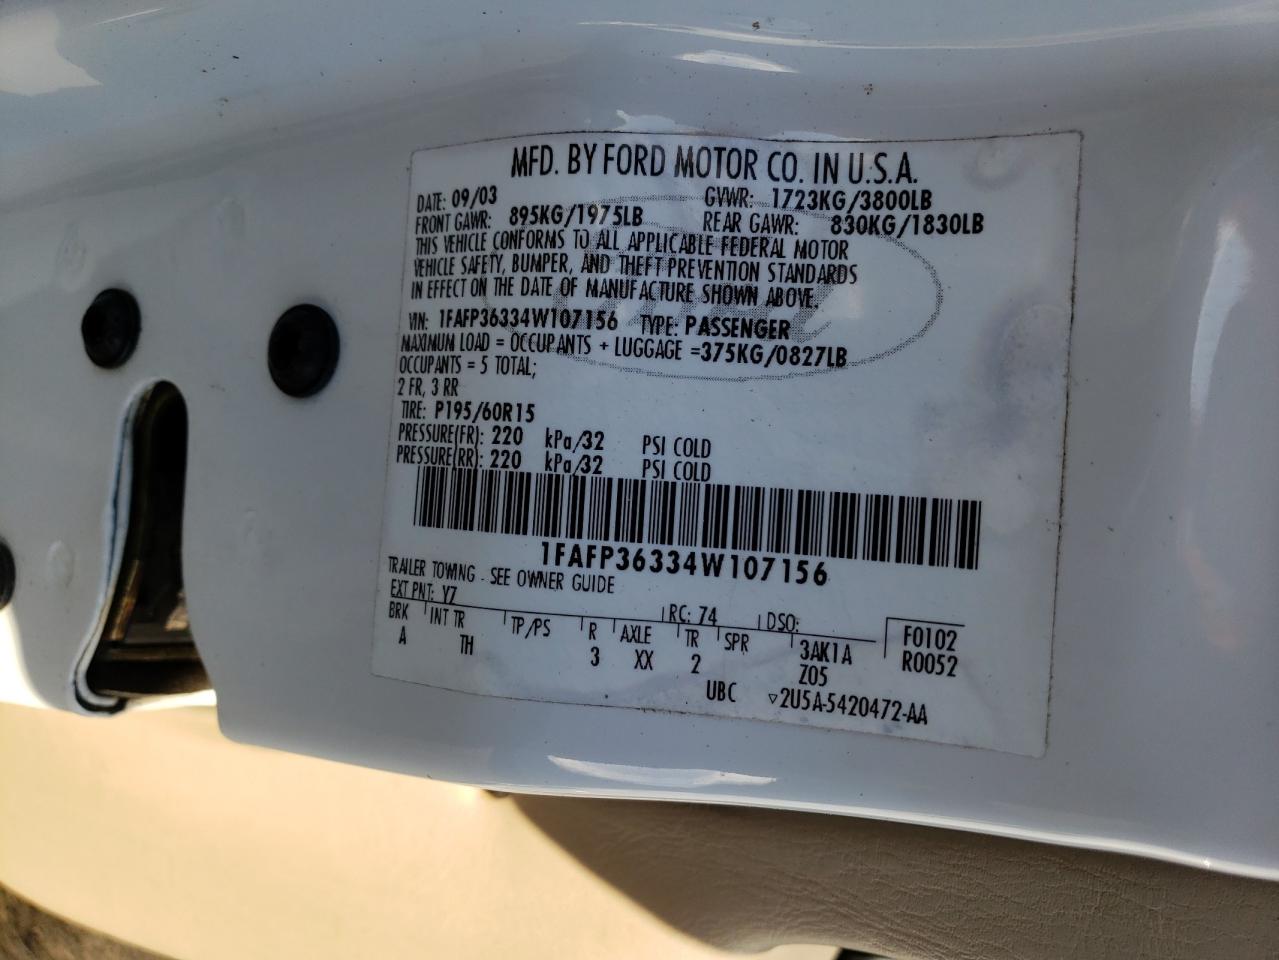 MFD. BY FORD MOTOR CO. IN U.S.A.
DATE: 09/03 GVWR: 1723KG/3800LB
FRONT GAWR: 895KG/1975LB REAR GAWR: 830KG/1830LB
THIS VEHICLE CONFORMS TO ALL APPLICABLE FEDERAL MOTOR
VEHICLE SAFETY, BUMPER, AND THEFT PREVENTION STANDARDS
IN EFFECT ON THE DATE OF MANUFACTURE SHOWN ABOVE.
VIN: 1FAFP36334W107156 TYPE: PASSENGER
MAXIMUM LOAD = OCCUPANTS + LUGGAGE =375KG/0827LB
OCCUPANTS = 5 TOTAL;
2 FR, 3 RR
TIRE: P195/60R15
PRESSURE(FR): 220 kPa/32 PSI COLD
PRESSURE(RR): 220 kPa/32 PSI COLD
1FAFP36334W107156
TRAILER TOWING - SEE OWNER GUIDE
EXT PNT: Y7 RC: 74 DSO:
BRK INT TR TP/PS R AXLE TR SPR F0102
A TH 3 XX 2 3AK1A R0052
Z05
UBC ▽2U5A-5420472-AA